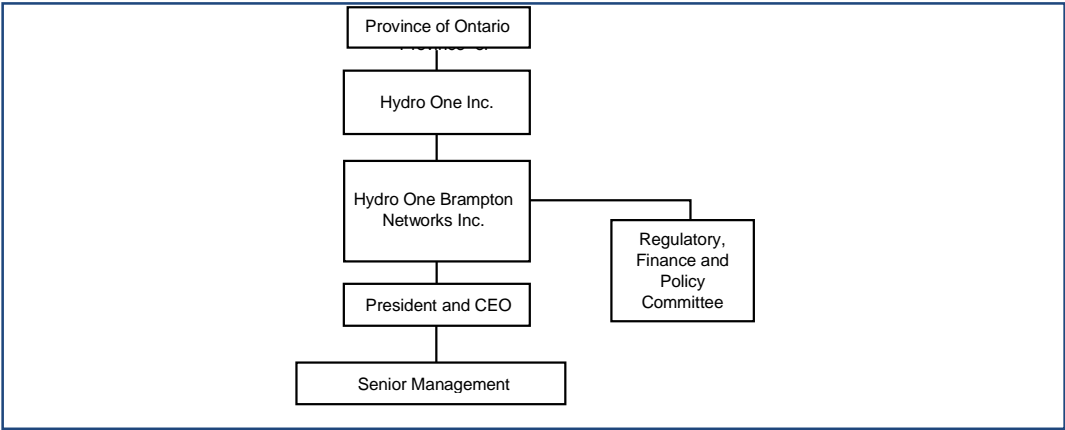 Province of Ontario
Hydro One Inc.
Hydro One Brampton
Networks Inc.
Regulatory,
Finance and
Policy
Committee
President and CEO
Senior Management